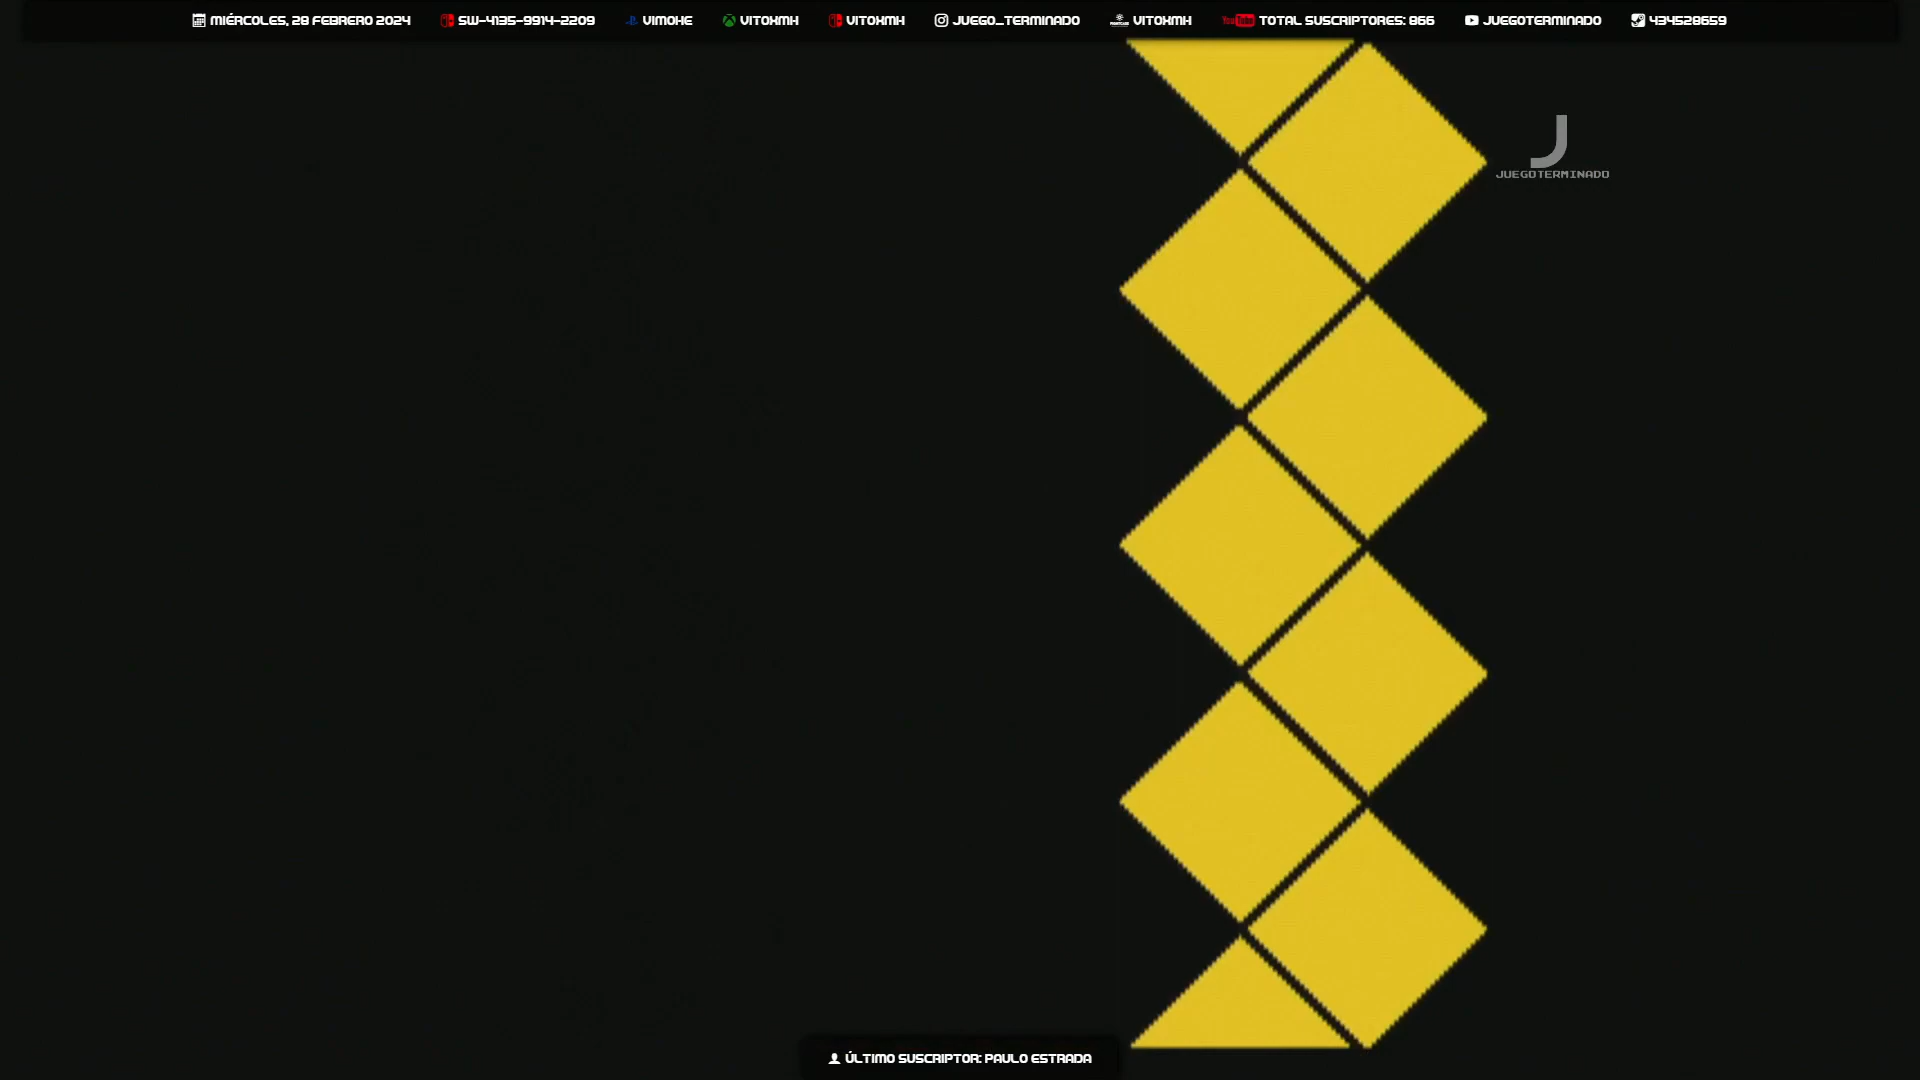 MIÉRCOLES, 28 FEBRERO 2024 SW-4135-9914-2209 VIMOHE VITOXMH VITOXMH JUEGO_TERMINADO VITOXMH YouTube TOTAL SUSCRIPTORES: 866 JUEGOTERMINADO 434528659
J
JUEGOTERMINADO
ÚLTIMO SUSCRIPTOR: PAULO ESTRADA